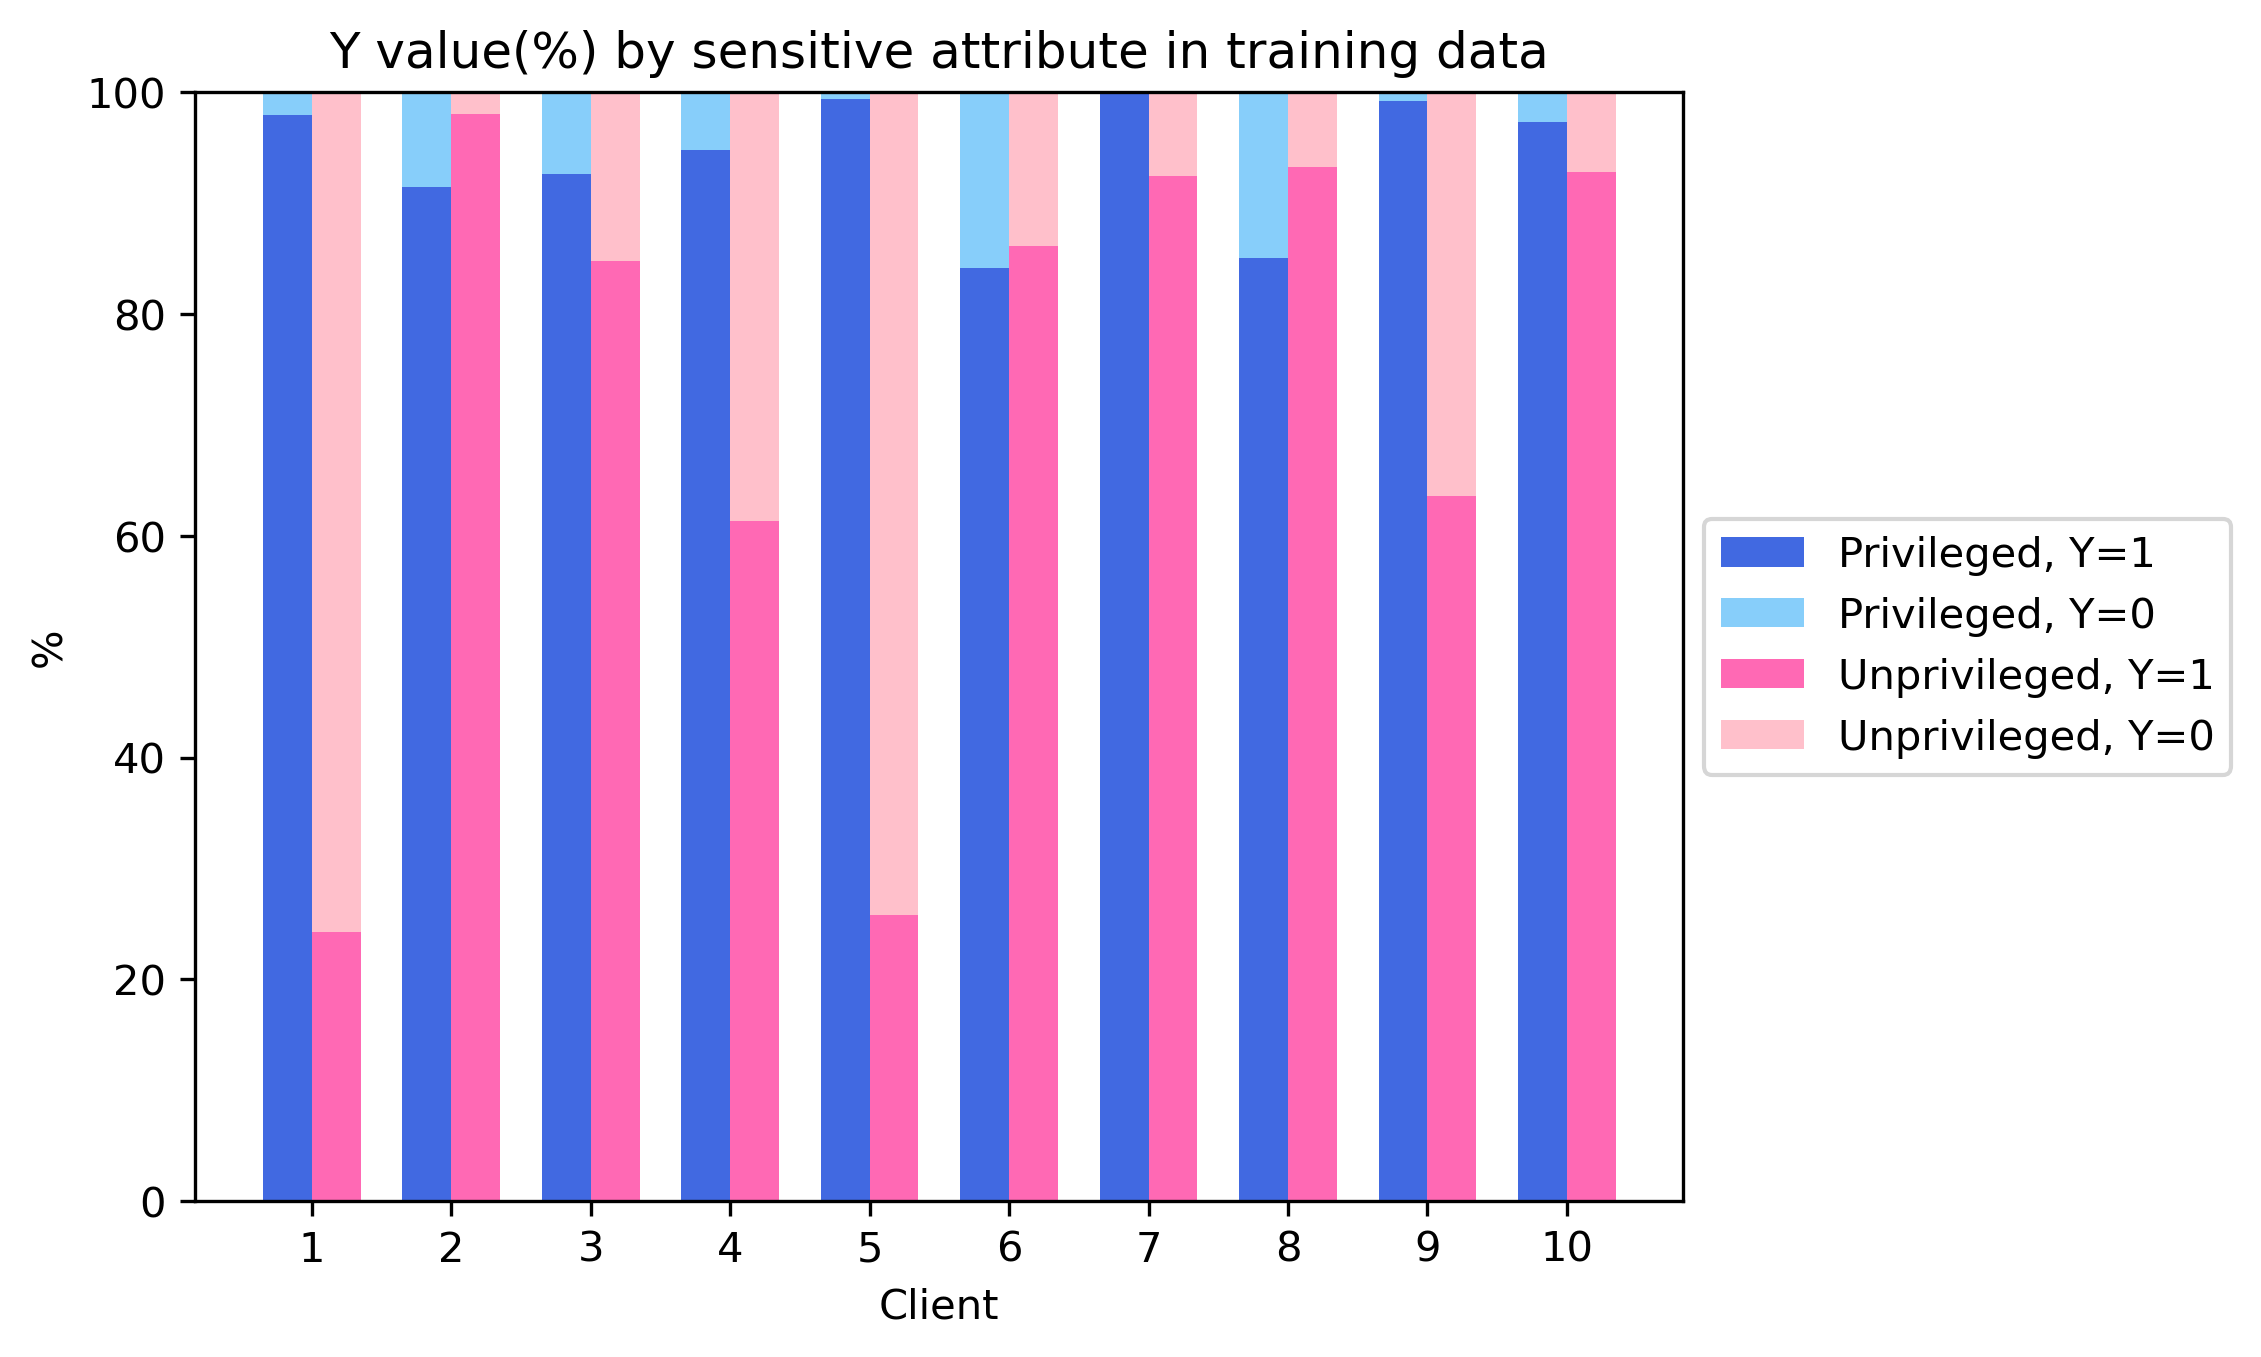 Y value(%) by sensitive attribute in training data
100
80
60
40
20
0
%
1 2 3 4 5 6 7 8 9 10
Client
Privileged, Y=1
Privileged, Y=0
Unprivileged, Y=1
Unprivileged, Y=0